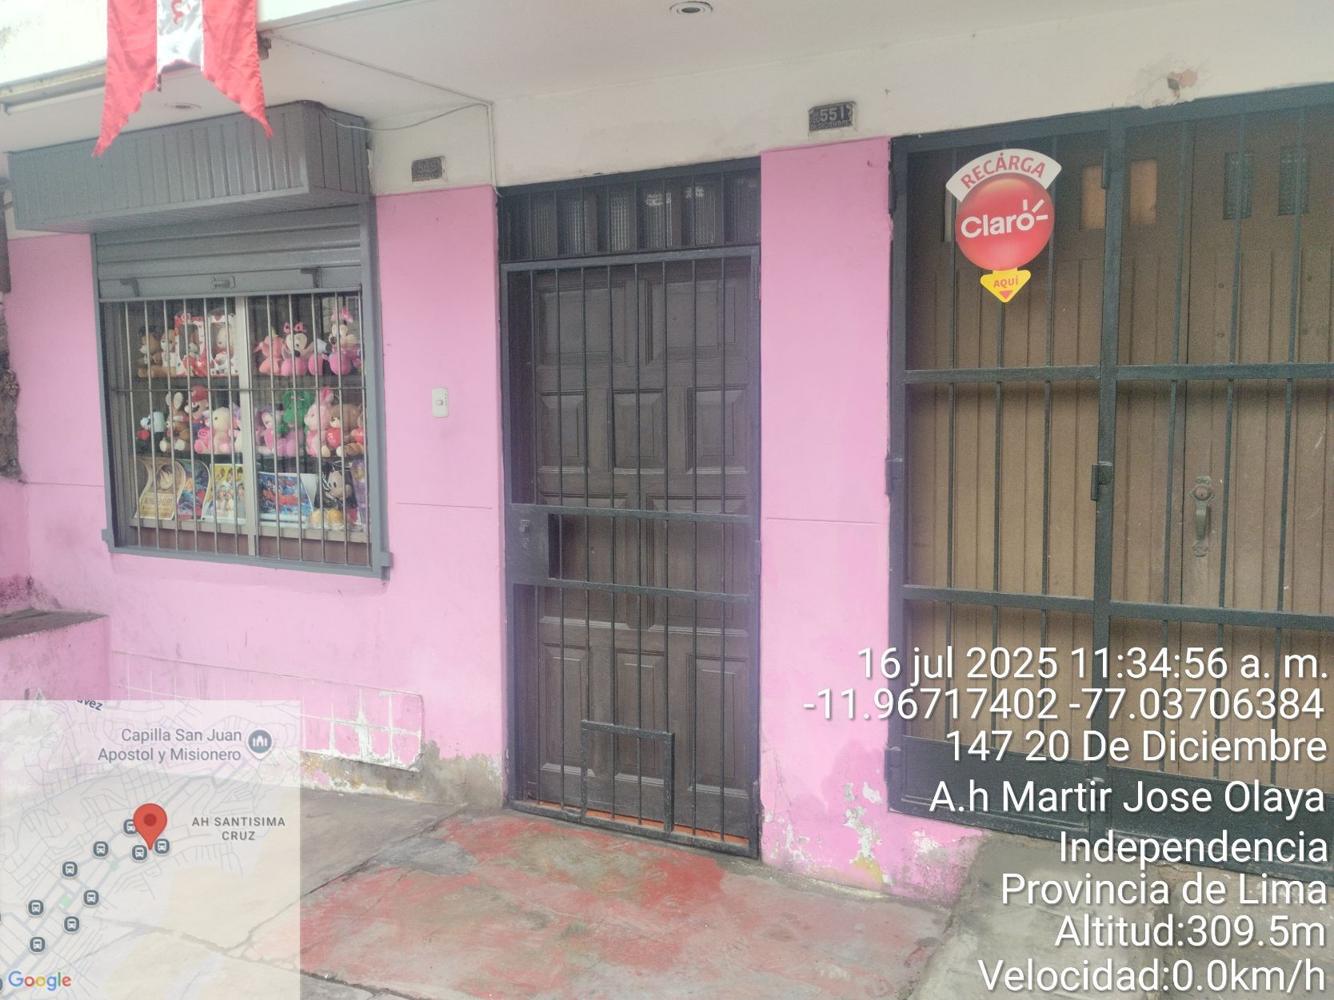 551
RECÁRGA
Claro
AQUÍ
16 jul 2025 11:34:56 a. m.
-11.96717402 -77.03706384
147 20 De Diciembre
A.h Martir Jose Olaya
Independencia
Provincia de Lima
Altitud:309.5m
Velocidad:0.0km/h
Capilla San Juan
Apostol y Misionero
AH SANTISIMA
CRUZ
Google